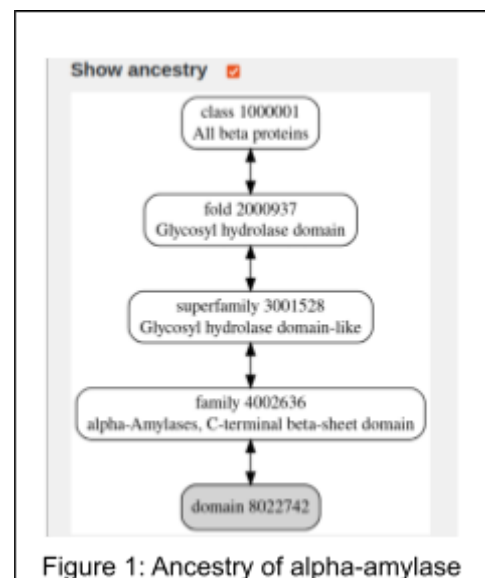 Show ancestry
class 1000001
All beta proteins
fold 2000937
Glycosyl hydrolase domain
superfamily 3001528
Glycosyl hydrolase domain-like
family 4002636
alpha-Amylases, C-terminal beta-sheet domain
domain 8022742
Figure 1: Ancestry of alpha-amylase